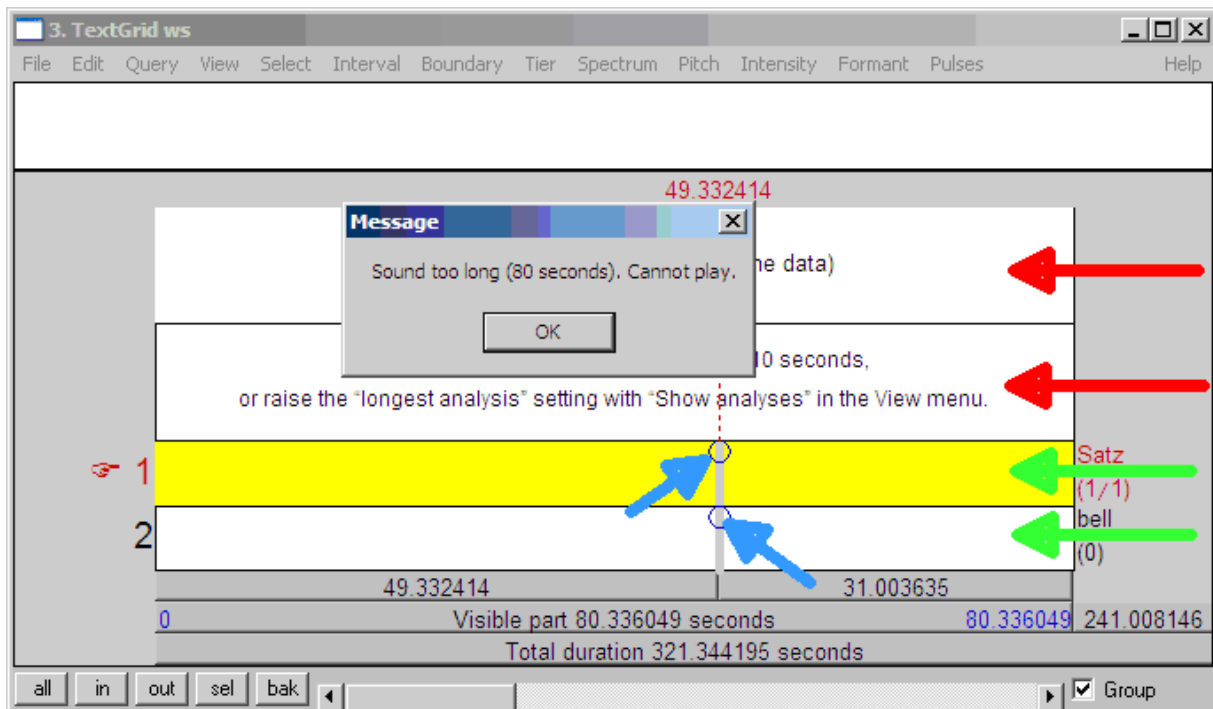 3. TextGrid ws
File Edit Query View Select Interval Boundary Tier Spectrum Pitch Intensity Formant Pulses Help
49.332414
Message
Sound too long (80 seconds). Cannot play.
OK
data)
10 seconds,
or raise the “longest analysis” setting with “Show analyses” in the View menu.
☞ 1
Satz
(1/1)
2
bell
(0)
49.332414 31.003635
0 Visible part 80.336049 seconds 80.336049 241.008146
Total duration 321.344195 seconds
all in out sel bak Group